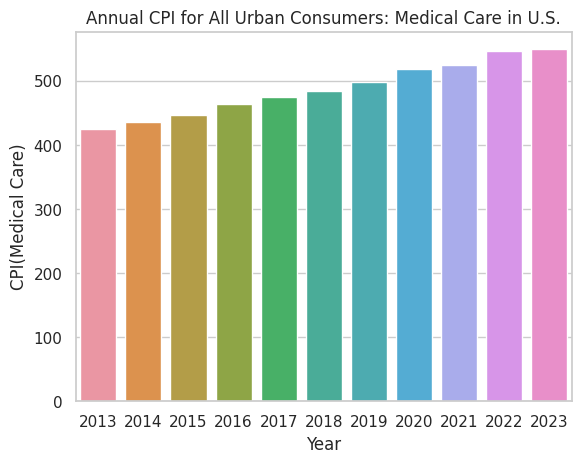 Annual CPI for All Urban Consumers: Medical Care in U.S.
CPI(Medical Care)
500
400
300
200
100
0
2013 2014 2015 2016 2017 2018 2019 2020 2021 2022 2023
Year